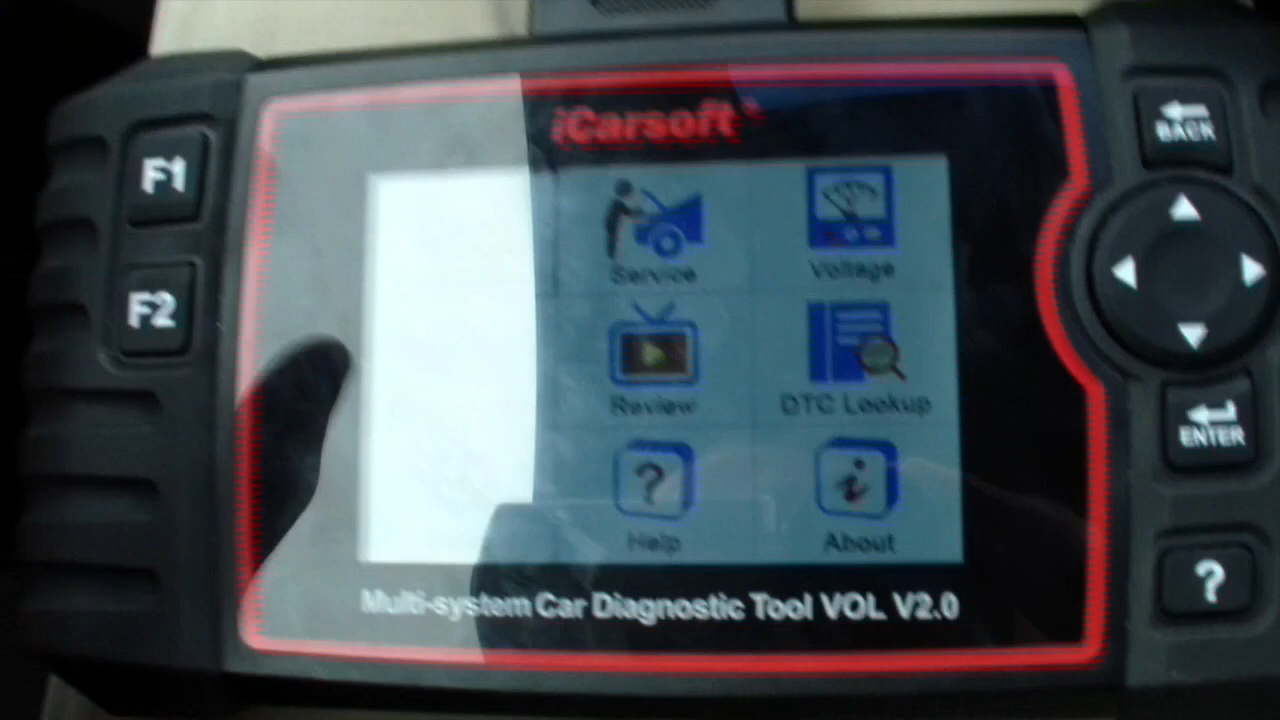 iCarsoft
F1
F2
BACK
Service
Voltage
Review
DTC Lookup
ENTER
Help
About
?
Multi-system Car Diagnostic Tool VOL V2.0